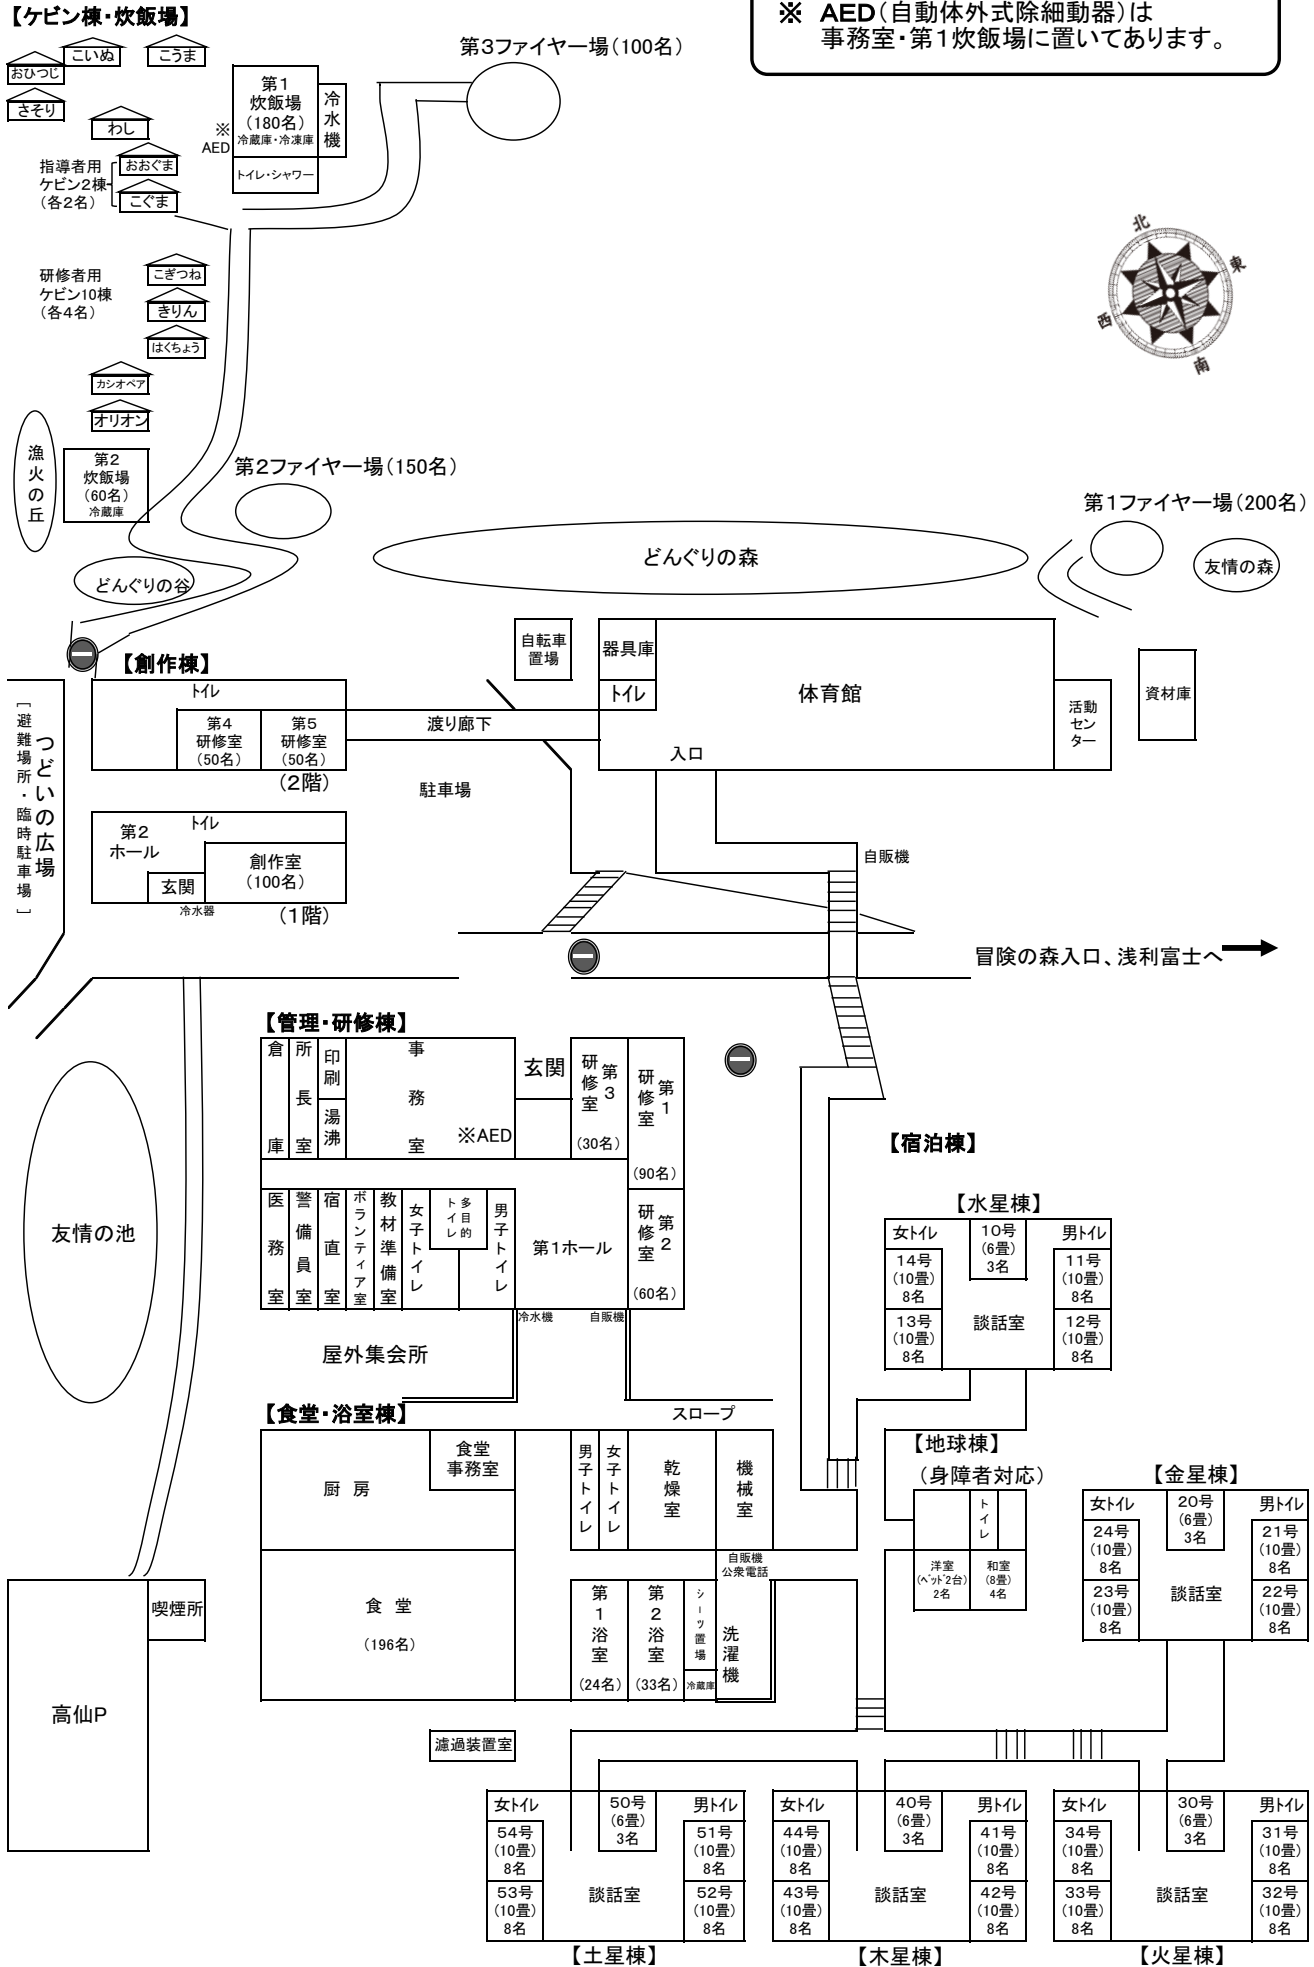 【ケビン棟・炊飯場】
※ AED(自動体外式除細動器)は
事務室・第1炊飯場に置いてあります。
こいぬ
こうま
おひつじ
さそり
わし
指導者用
ケビン2棟
(各2名)
おおぐま
こぐま
第1
炊飯場
(180名)
冷蔵庫・冷凍庫
冷水機
※
AED
トイレ・シャワー
第3ファイヤー場(100名)
北
東
西
南
研修者用
ケビン10棟
(各4名)
こぎつね
きりん
はくちょう
カシオペア
オリオン
漁火の丘
第2
炊飯場
(60名)
冷蔵庫
第2ファイヤー場(150名)
どんぐりの谷
どんぐりの森
第1ファイヤー場(200名)
友情の森
【創作棟】
トイレ
第4
研修室
(50名)
第5
研修室
(50名)
(2階)
渡り廊下
自転車
置場
器具庫
トイレ
体育館
入口
活動
セン
ター
資材庫
つどいの広場
[避難場所・臨時駐車場]
駐車場
第2
ホール
トイレ
玄関
創作室
(100名)
冷水器
(1階)
自販機
冒険の森入口、浅利富士へ
【管理・研修棟】
倉庫
所長室
印刷
湯沸
事務室
※AED
玄関
第3
研修室
(30名)
第1
研修室
(90名)
医務室
警備員室
宿直室
ボランティア室
教材準備室
女子トイレ
多目的
トイレ
男子トイレ
第1ホール
第2
研修室
(60名)
冷水機
自販機
屋外集会所
友情の池
【宿泊棟】
【水星棟】
女トイレ
10号
(6畳)
3名
男トイレ
14号
(10畳)
8名
11号
(10畳)
8名
13号
(10畳)
8名
談話室
12号
(10畳)
8名
【食堂・浴室棟】
スロープ
厨房
食堂
事務室
男子トイレ
女子トイレ
乾燥室
機械室
自販機
公衆電話
食堂
(196名)
第1浴室
(24名)
第2浴室
(33名)
シーツ置場
冷蔵庫
洗濯機
濾過装置室
喫煙所
高仙P
【地球棟】
(身障者対応)
トイレ
洋室
(ベッド2台)
2名
和室
(8畳)
4名
【金星棟】
女トイレ
20号
(6畳)
3名
男トイレ
24号
(10畳)
8名
21号
(10畳)
8名
23号
(10畳)
8名
談話室
22号
(10畳)
8名
女トイレ
50号
(6畳)
3名
男トイレ
54号
(10畳)
8名
51号
(10畳)
8名
53号
(10畳)
8名
談話室
52号
(10畳)
8名
【土星棟】
女トイレ
40号
(6畳)
3名
男トイレ
44号
(10畳)
8名
41号
(10畳)
8名
43号
(10畳)
8名
談話室
42号
(10畳)
8名
【木星棟】
女トイレ
30号
(6畳)
3名
男トイレ
34号
(10畳)
8名
31号
(10畳)
8名
33号
(10畳)
8名
談話室
32号
(10畳)
8名
【火星棟】